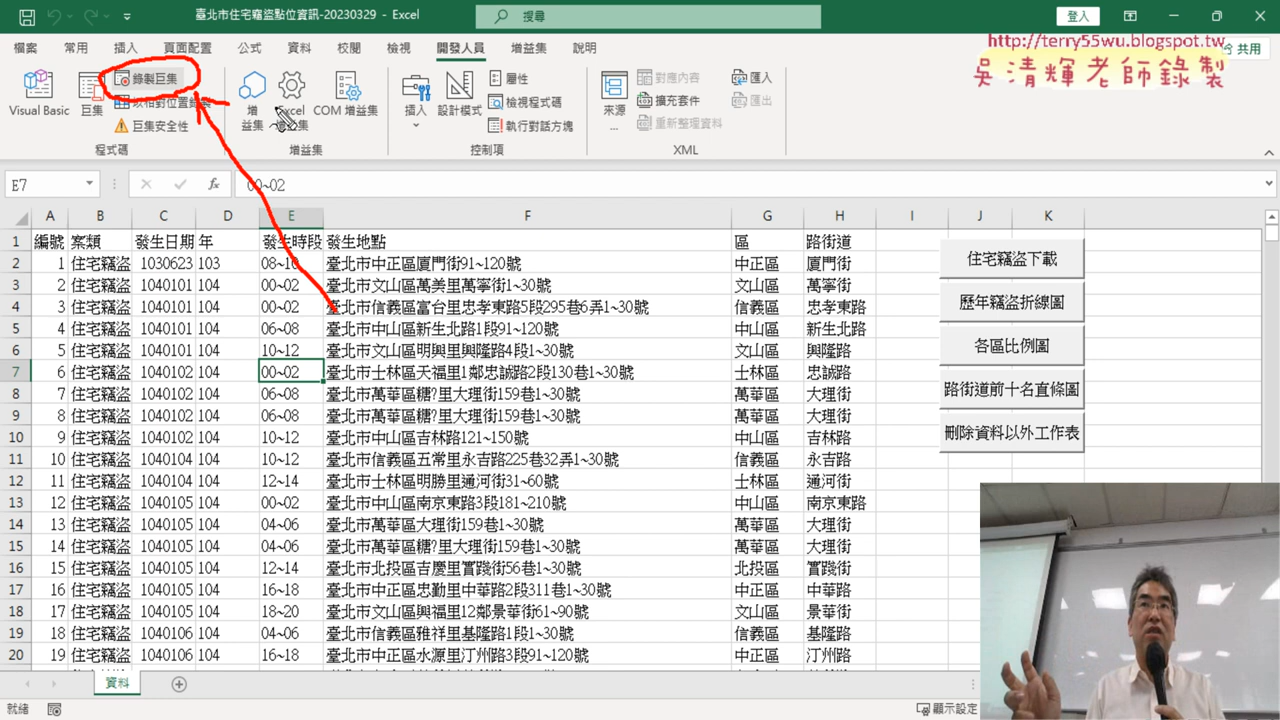 臺北市住宅竊盜點位資訊-20230329 - Excel
搜尋
登入
檔案 常用 插入 頁面配置 公式 資料 校閱 檢視 開發人員 增益集 說明
共用
http://terry55wu.blogspot.tw
吳清輝老師錄製
Visual Basic
巨集
錄製巨集
巨集安全性
程式碼
增
益集
COM 增益集
增益集
插入
設計模式
屬性
檢視程式碼
執行對話方塊
控制項
來源
...
對應內容
擴充套件
重新整理資料
匯入
匯出
XML
E7
fx
00~02
A B C D E F G H I J K
1 編號 案類 發生日期 年 發生時段 發生地點 區 路街道
2 1 住宅竊盜 1030623 103 08~10 臺北市中正區廈門街91~120號 中正區 廈門街
3 2 住宅竊盜 1040101 104 00~02 臺北市文山區萬美里萬寧街1~30號 文山區 萬寧街
4 3 住宅竊盜 1040101 104 00~02 臺北市信義區富台里忠孝東路5段295巷6弄1~30號 信義區 忠孝東路
5 4 住宅竊盜 1040101 104 06~08 臺北市中山區新生北路1段91~120號 中山區 新生北路
6 5 住宅竊盜 1040101 104 10~12 臺北市文山區明興里興隆路4段1~30號 文山區 興隆路
7 6 住宅竊盜 1040102 104 00~02 臺北市士林區天福里1鄰忠誠路2段130巷1~30號 士林區 忠誠路
8 7 住宅竊盜 1040102 104 06~08 臺北市萬華區糖?里大理街159巷1~30號 萬華區 大理街
9 8 住宅竊盜 1040102 104 06~08 臺北市萬華區糖?里大理街159巷1~30號 萬華區 大理街
10 9 住宅竊盜 1040102 104 10~12 臺北市中山區吉林路121~150號 中山區 吉林路
11 10 住宅竊盜 1040104 104 10~12 臺北市信義區五常里永吉路225巷32弄1~30號 信義區 永吉路
12 11 住宅竊盜 1040104 104 12~14 臺北市士林區明勝里通河街31~60號 士林區 通河街
13 12 住宅竊盜 1040105 104 00~02 臺北市中山區南京東路3段181~210號 中山區 南京東路
14 13 住宅竊盜 1040105 104 04~06 臺北市萬華區大理街159巷1~30號 萬華區 大理街
15 14 住宅竊盜 1040105 104 04~06 臺北市萬華區糖?里大理街159巷1~30號 萬華區 大理街
16 15 住宅竊盜 1040105 104 12~14 臺北市北投區吉慶里實踐街56巷1~30號 北投區 實踐街
17 16 住宅竊盜 1040105 104 16~18 臺北市中正區忠勤里中華路2段311巷1~30號 中正區 中華路
18 17 住宅竊盜 1040105 104 18~20 臺北市文山區興福里12鄰景華街61~90號 文山區 景華街
19 18 住宅竊盜 1040106 104 04~06 臺北市信義區雅祥里基隆路1段1~30號 信義區 基隆路
20 19 住宅竊盜 1040106 104 16~18 臺北市中正區水源里汀州路3段91~120號 中正區 汀州路
住宅竊盜下載
歷年竊盜折線圖
各區比例圖
路街道前十名直條圖
刪除資料以外工作表
資料
就緒
顯示設定